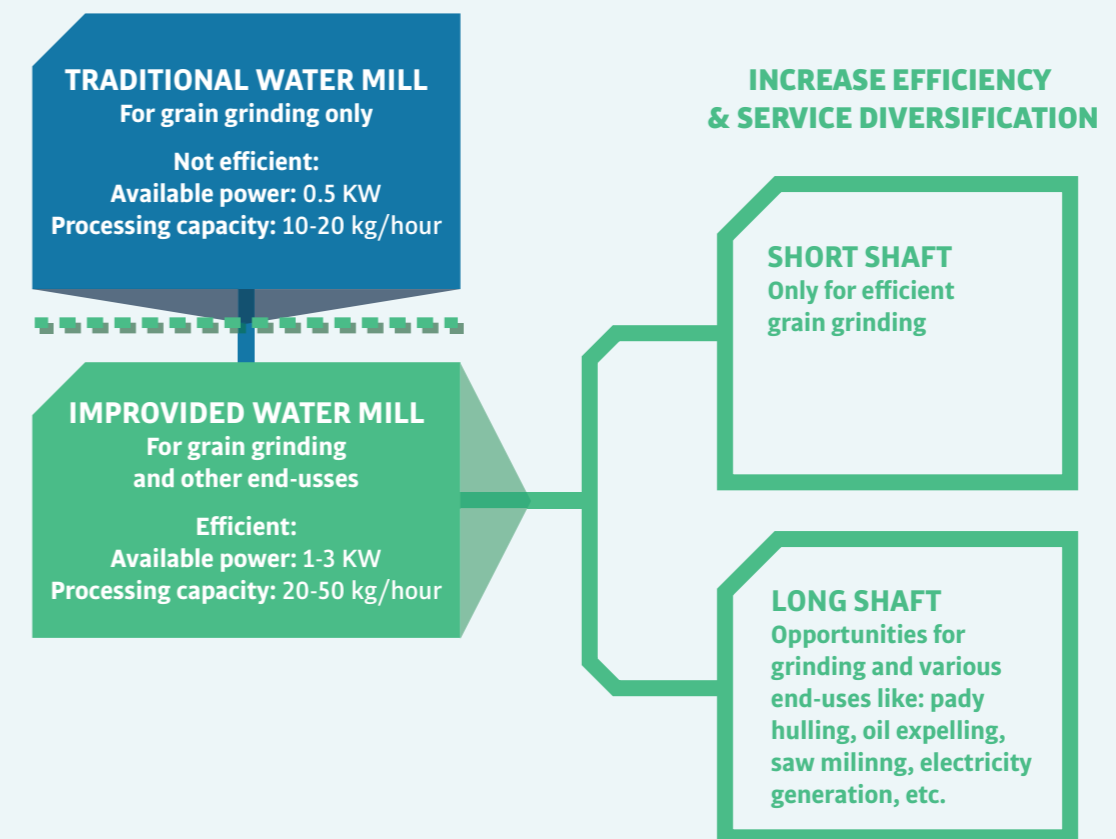 TRADITIONAL WATER MILL
For grain grinding only
Not efficient:
Available power: 0.5 KW
Processing capacity: 10-20 kg/hour
IMPROVIDED WATER MILL
For grain grinding
and other end-usses
Efficient:
Available power: 1-3 KW
Processing capacity: 20-50 kg/hour
INCREASE EFFICIENCY
& SERVICE DIVERSIFICATION
SHORT SHAFT
Only for efficient
grain grinding
LONG SHAFT
Opportunities for
grinding and various
end-uses like: pady
hulling, oil expelling,
saw milinng, electricity
generation, etc.